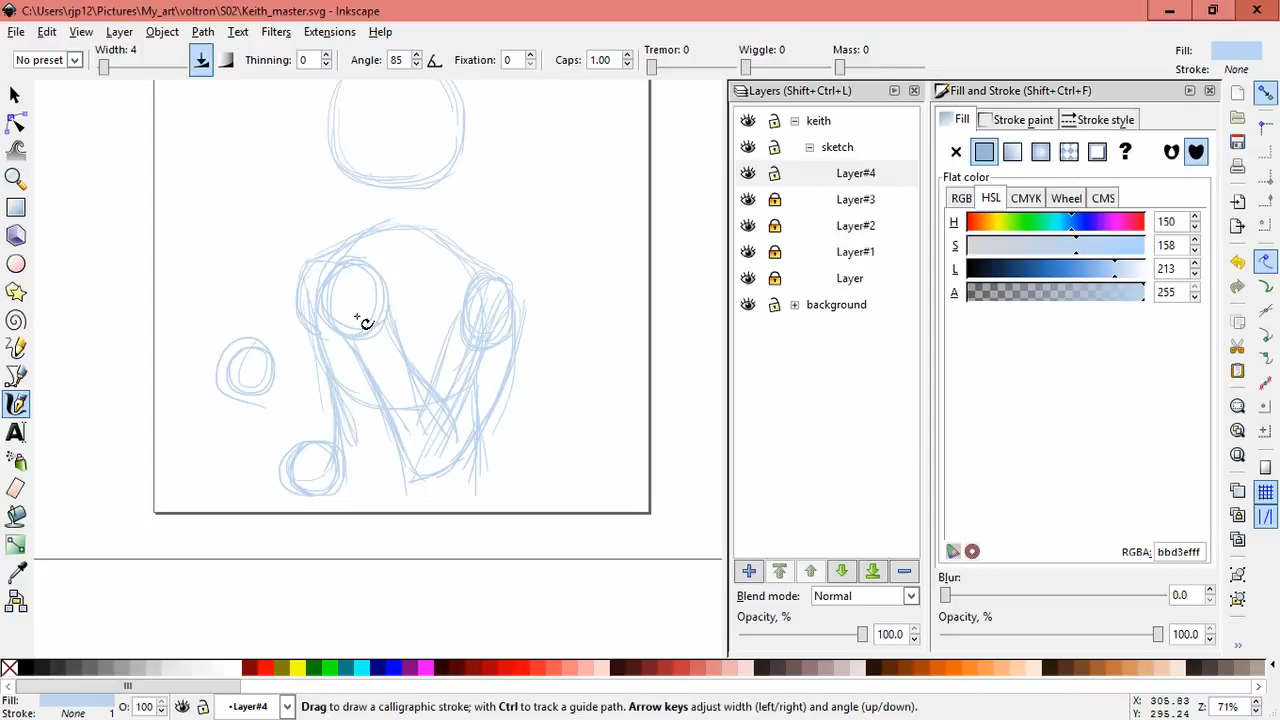 C:\Users\rjp12\Pictures\My_art\voltron\S02\Keith_master.svg - Inkscape
File Edit View Layer Object Path Text Filters Extensions Help
No preset Width: 4 Thinning: 0 Angle: 85 Fixation: 0 Caps: 1.00 Tremor: 0 Wiggle: 0 Mass: 0 Fill: Stroke: None
Layers (Shift+Ctrl+L)
keith
sketch
Layer#4
Layer#3
Layer#2
Layer#1
Layer
background
Blend mode: Normal
Opacity, %
100.0
Fill and Stroke (Shift+Ctrl+F)
Fill Stroke paint Stroke style
?
Flat color
RGB HSL CMYK Wheel CMS
H 150
S 158
L 213
A 255
RGBA: bbd3efff
Blur:
0.0
Opacity, %
100.0
Fill: Stroke: None 1 O: 100 •Layer#4 Drag to draw a calligraphic stroke; with Ctrl to track a guide path. Arrow keys adjust width (left/right) and angle (up/down). X: 305.83 Y: 295.24 Z: 71%